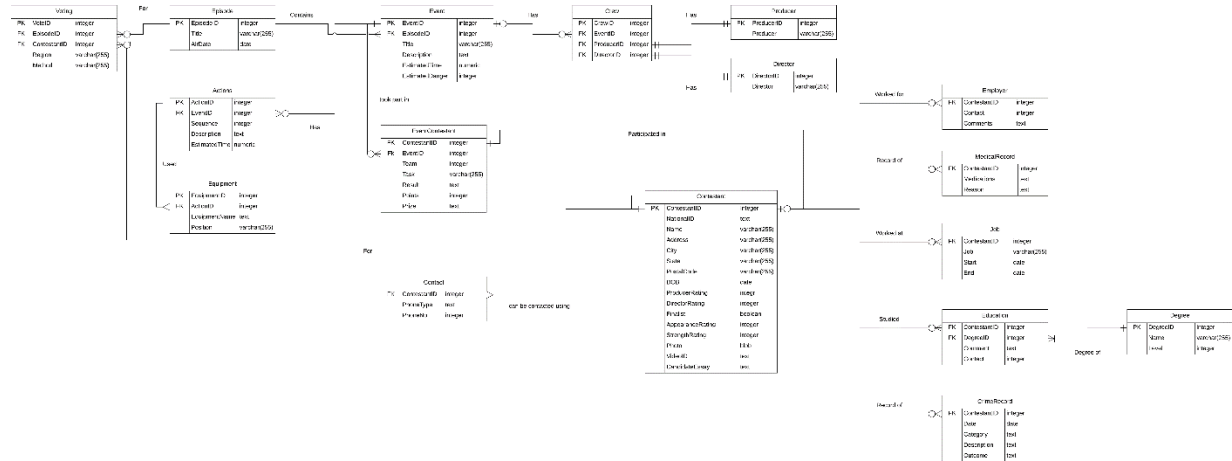 Voting
PK VoteID integer
FK EpisodeID integer
FK ContestantID integer
Region varchar(255)
Method varchar(255)
For
Episode
PK EpisodeID integer
Title varchar(255)
AirDate date
Contains
Event
PK EventID integer
FK EpisodeID integer
Title varchar(255)
Description text
EstimatedTime numeric
EstimatedDanger integer
Has
Crew
PK CrewID integer
FK EventID integer
FK ProducerID integer
FK DirectorID integer
Has
Producer
PK ProducerID integer
Producer varchar(255)
Has
Director
PK DirectorID integer
Director varchar(255)
Actions
PK ActionID integer
FK EventID integer
Sequence integer
Description text
EstimatedTime numeric
Has
Used
Equipment
PK EquipmentID integer
FK ActionID integer
EquipmentName text
Position varchar(255)
took part in
EventContestant
PK ContestantID integer
FK EventID integer
Team integer
Task varchar(255)
Result text
Points integer
Prize text
Participated in
For
Contact
FK ContestantID integer
PhoneType text
PhoneNo integer
can be contacted using
Contestant
PK ContestantID integer
NationalID text
Name varchar(255)
Address varchar(255)
City varchar(255)
State varchar(255)
PostalCode varchar(255)
DOB date
ProducerRating integer
DirectorRating integer
Finalist boolean
AppearanceRating integer
StrengthRating integer
Photo blob
VideoID text
text
Worked for
Employer
FK ContestantID integer
Contact integer
Comments text
Record of
MedicalRecord
FK ContestantID integer
Medications text
Reason text
Worked at
Job
FK ContestantID integer
Job varchar(255)
Start date
End date
Studied
Education
FK ContestantID integer
FK DegreeID integer
Comment text
Contact integer
Degree of
Degree
PK DegreeID integer
Name varchar(255)
Level integer
Record of
CrimeRecord
FK ContestantID integer
Date date
Category text
Description text
Outcome text